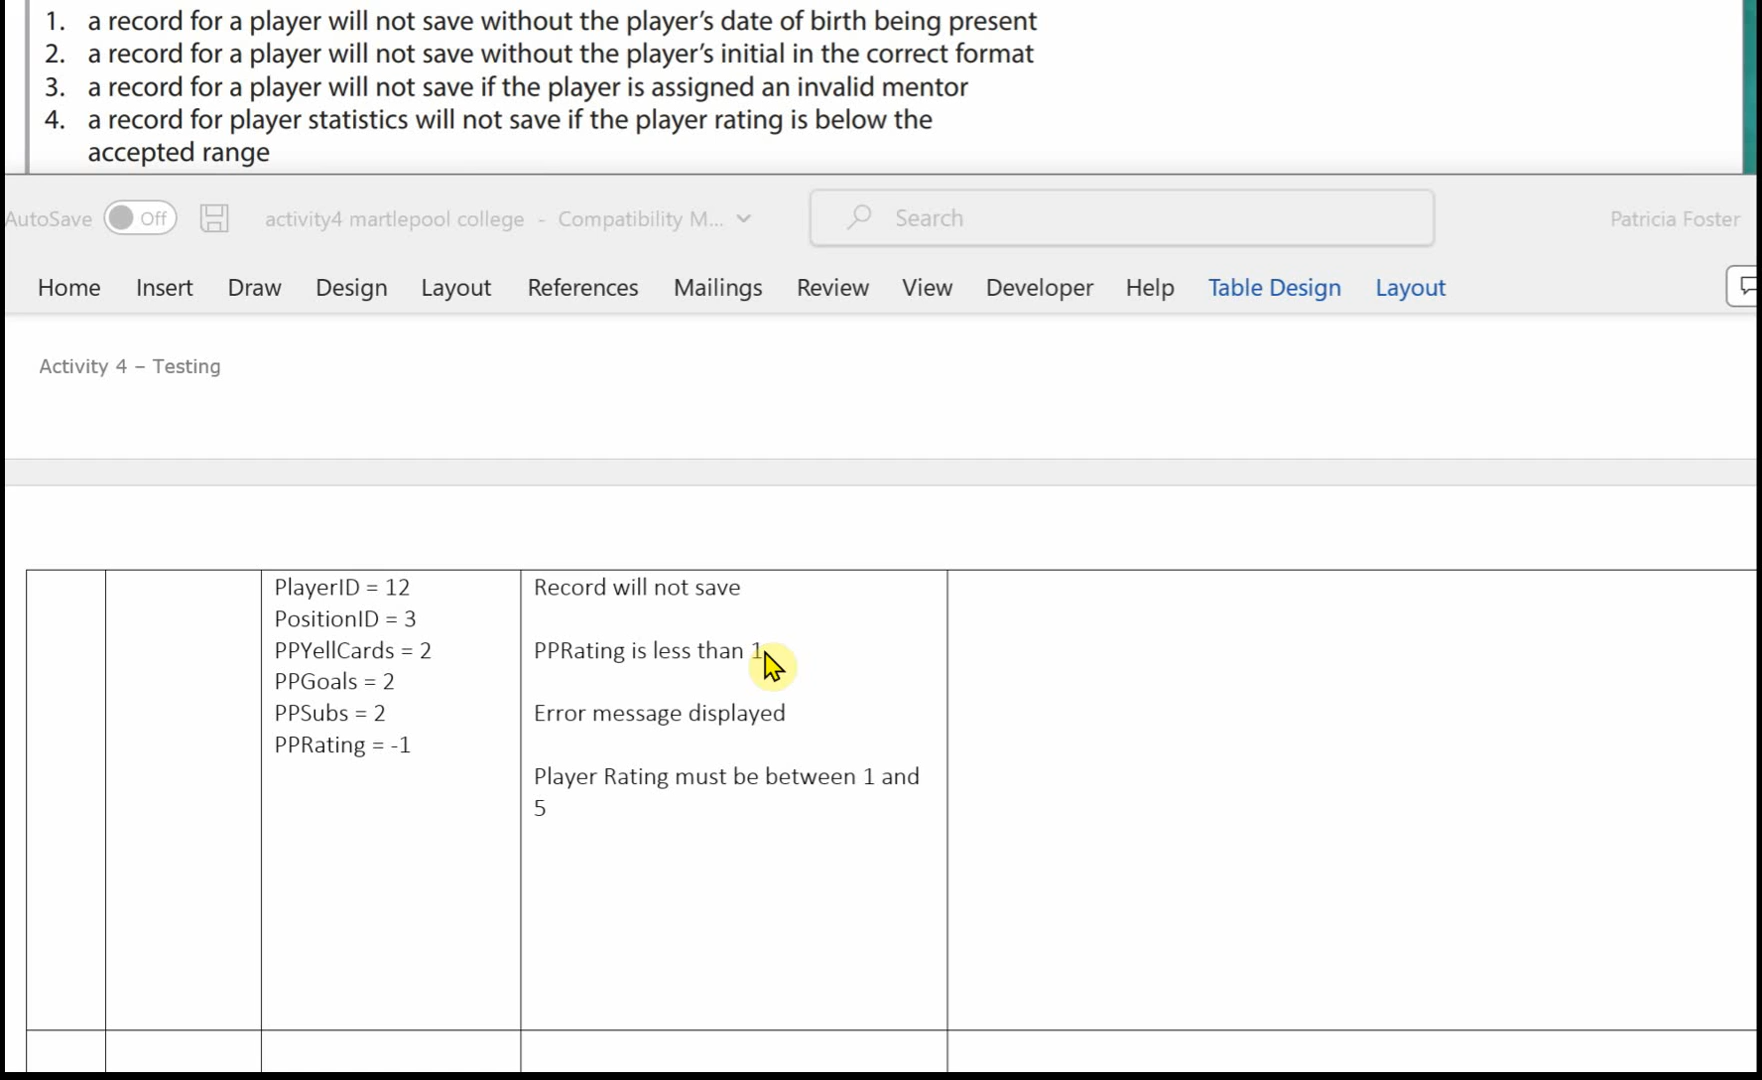 1. a record for a player will not save without the player’s date of birth being present
2. a record for a player will not save without the player’s initial in the correct format
3. a record for a player will not save if the player is assigned an invalid mentor
4. a record for player statistics will not save if the player rating is below the
accepted range
AutoSave Off activity4 martlepool college - Compatibility M... Search Patricia Foster
Home Insert Draw Design Layout References Mailings Review View Developer Help Table Design Layout
Activity 4 – Testing
PlayerID = 12
PositionID = 3
PPYellCards = 2
PPGoals = 2
PPSubs = 2
PPRating = -1
Record will not save
PPRating is less than 1
Error message displayed
Player Rating must be between 1 and
5